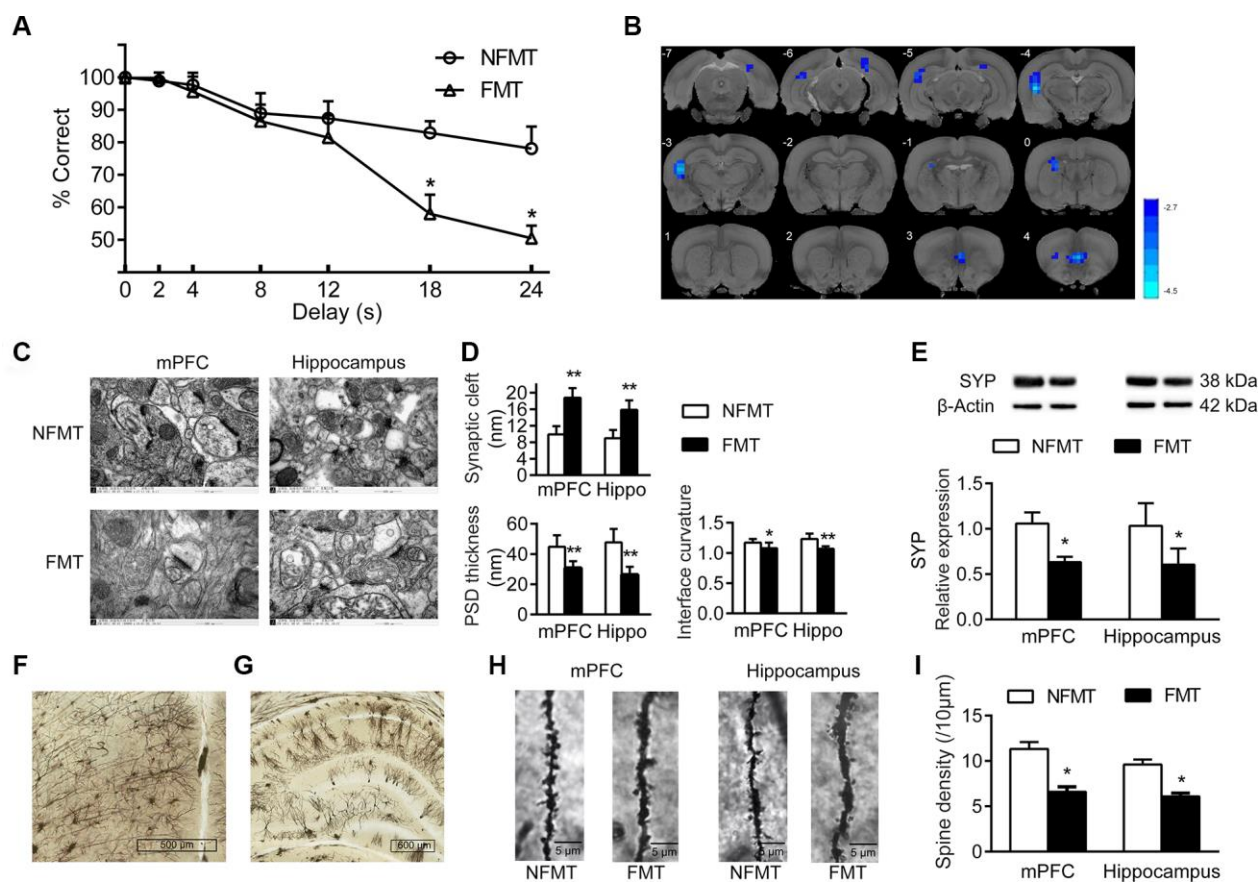 A
NFMT
FMT
% Correct
100
90
80
70
60
50
*
*
0 2 4 8 12 18 24
Delay (s)
B
-7 -6 -5 -4
-3 -2 -1 0
1 2 3 4
-2.7
-4.5
C
mPFC Hippocampus
NFMT
FMT
D
Synaptic cleft
(nm)
24
20
16
12
8
4
0
** **
mPFC Hippo
NFMT
FMT
PSD thickness
(nm)
60
40
20
0
** **
mPFC Hippo
Interface curvature
1.5
1.0
0.5
0.0
* **
mPFC Hippo
E
SYP 38 kDa
β-Actin 42 kDa
NFMT FMT
SYP
Relative expression
1.5
1.0
0.5
0.0
* *
mPFC Hippocampus
F
500 μm
G
600 μm
H
mPFC Hippocampus
5 μm 5 μm 5 μm 5 μm
NFMT FMT NFMT FMT
I
NFMT FMT
Spine density (/10μm)
15
10
5
0
* *
mPFC Hippocampus